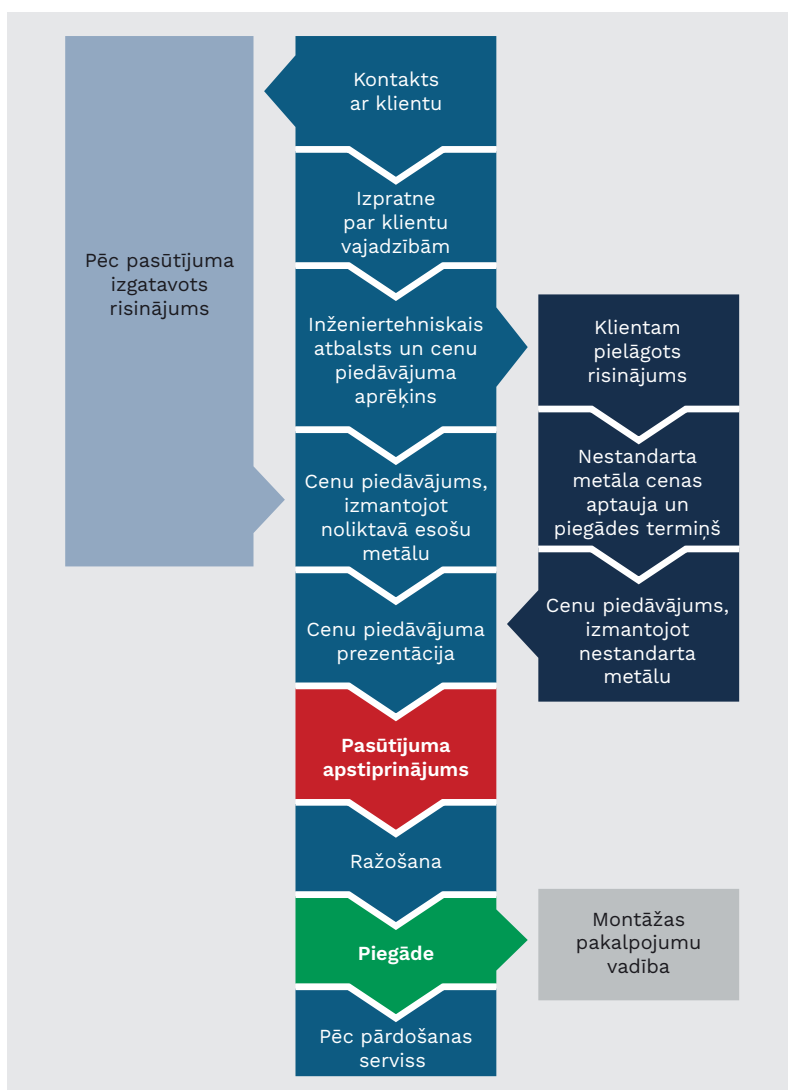 Kontakts
ar klientu
Izpratne
par klientu
vajadzībām
Pēc pasūtījuma
izgatavots
risinājums
Inženiertehniskais
atbalsts un cenu
piedāvājuma
aprēķins
Klientam
pielāgots
risinājums
Cenu piedāvājums,
izmantojot
noliktavā esošu
metālu
Nestandarta
metāla cenas
aptauja un
piegādes termiņš
Cenu piedāvājuma
prezentācija
Cenu piedāvājums,
izmantojot
nestandarta
metālu
Pasūtījuma
apstiprinājums
Ražošana
Piegāde
Montāžas
pakalpojumu
vadība
Pēc pārdošanas
serviss